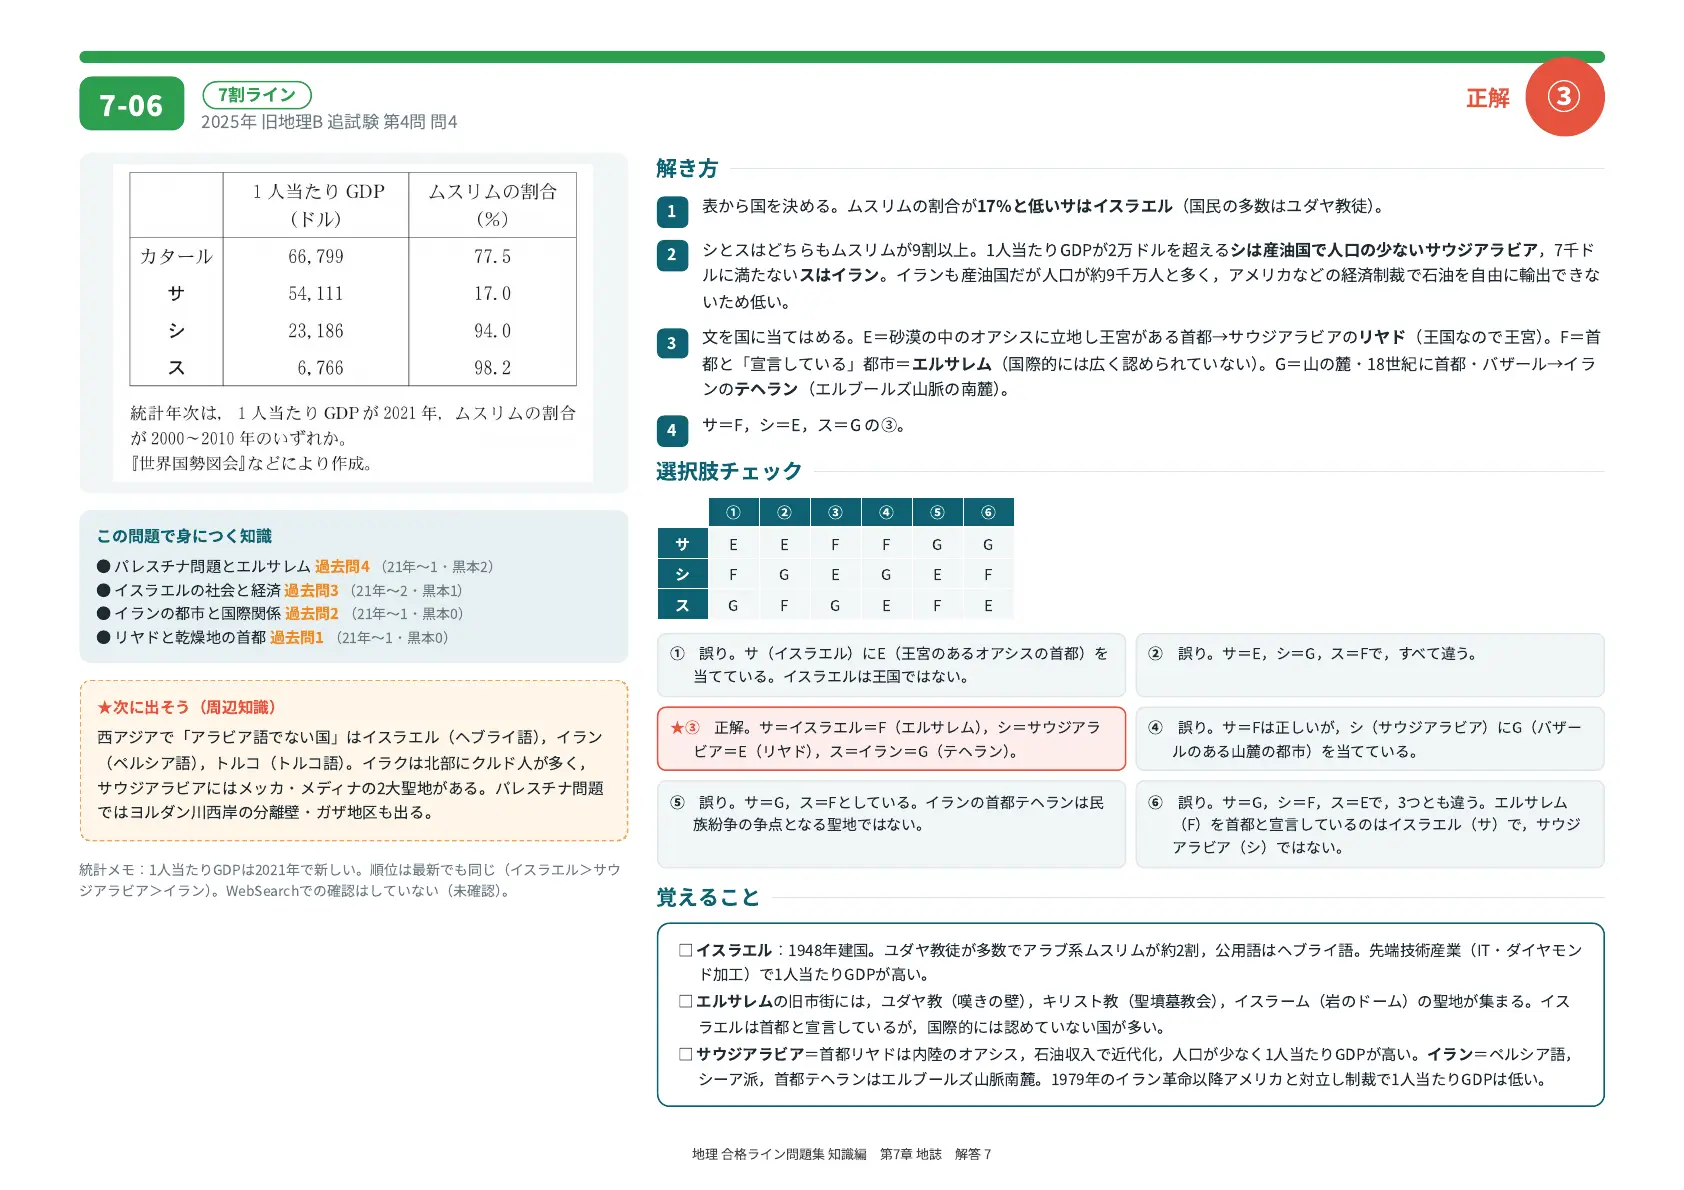 7-06
7割ライン
2025年 旧地理B 追試験 第4問 問4
正解 ③
1人当たり GDP（ドル） ムスリムの割合（%）
カタール 66,799 77.5
サ 54,111 17.0
シ 23,186 94.0
ス 6,766 98.2
統計年次は，1人当たり GDP が 2021 年，ムスリムの割合
が 2000～2010 年のいずれか。
『世界国勢図会』などにより作成。
この問題で身につく知識
●パレスチナ問題とエルサレム 過去問4（21年～1・黒本2）
●イスラエルの社会と経済 過去問3（21年～2・黒本1）
●イランの都市と国際関係 過去問2（21年～1・黒本0）
●リヤドと乾燥地の首都 過去問1（21年～1・黒本0）
★次に出そう（周辺知識）
西アジアで「アラビア語でない国」はイスラエル（ヘブライ語），イラン
（ペルシア語），トルコ（トルコ語）。イラクは北部にクルド人が多く，
サウジアラビアにはメッカ・メディナの2大聖地がある。パレスチナ問題
ではヨルダン川西岸の分離壁・ガザ地区も出る。
統計メモ：1人当たりGDPは2021年で新しい。順位は最新でも同じ（イスラエル＞サウ
ジアラビア＞イラン）。WebSearchでの確認はしていない（未確認）。
解き方
1 表から国を決める。ムスリムの割合が17%と低いサはイスラエル（国民の多数はユダヤ教徒）。
2 シとスはどちらもムスリムが9割以上。1人当たりGDPが2万ドルを超えるシは産油国で人口の少ないサウジアラビア，7千ド
ルに満たないスはイラン。イランも産油国だが人口が約9千万人と多く，アメリカなどの経済制裁で石油を自由に輸出できな
いため低い。
3 文を国に当てはめる。E＝砂漠の中のオアシスに立地し王宮がある首都→サウジアラビアのリヤド（王国なので王宮）。F＝首
都と「宣言している」都市＝エルサレム（国際的には広く認められていない）。G＝山の麓・18世紀に首都・バザール→イラ
ンのテヘラン（エルブールズ山脈の南麓）。
4 サ＝F，シ＝E，ス＝Gの③。
選択肢チェック
① ② ③ ④ ⑤ ⑥
サ E E F F G G
シ F G E G E F
ス G F G E F E
① 誤り。サ（イスラエル）にE（王宮のあるオアシスの首都）を
当てている。イスラエルは王国ではない。
② 誤り。サ＝E，シ＝G，ス＝Fで，すべて違う。
★③ 正解。サ＝イスラエル＝F（エルサレム），シ＝サウジアラ
ビア＝E（リヤド），ス＝イラン＝G（テヘラン）。
④ 誤り。サ＝Fは正しいが，シ（サウジアラビア）にG（バザー
ルのある山麓の都市）を当てている。
⑤ 誤り。サ＝G，ス＝Fとしている。イランの首都テヘランは民
族紛争の争点となる聖地ではない。
⑥ 誤り。サ＝G，シ＝F，ス＝Eで，3つとも違う。エルサレム
（F）を首都と宣言しているのはイスラエル（サ）で，サウジ
アラビア（シ）ではない。
覚えること
□イスラエル：1948年建国。ユダヤ教徒が多数でアラブ系ムスリムが約2割，公用語はヘブライ語。先端技術産業（IT・ダイヤモン
ド加工）で1人当たりGDPが高い。
□エルサレムの旧市街には，ユダヤ教（嘆きの壁），キリスト教（聖墳墓教会），イスラーム（岩のドーム）の聖地が集まる。イス
ラエルは首都と宣言しているが，国際的には認めていない国が多い。
□サウジアラビア＝首都リヤドは内陸のオアシス，石油収入で近代化，人口が少なく1人当たりGDPが高い。イラン＝ペルシア語，
シーア派，首都テヘランはエルブールズ山脈南麓。1979年のイラン革命以降アメリカと対立し制裁で1人当たりGDPは低い。
地理 合格ライン問題集 知識編 第7章 地誌 解答 7